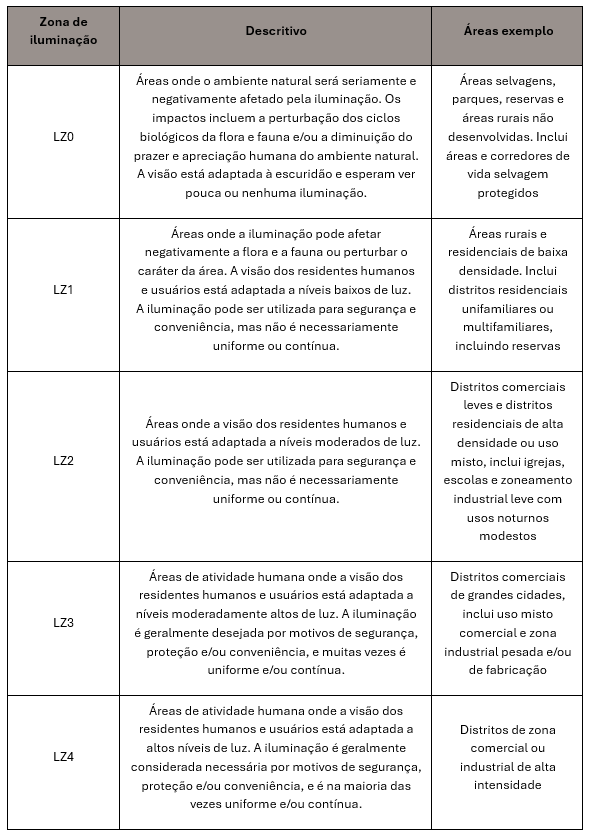 Zona de
iluminação
Descritivo
Áreas exemplo
LZ0
Áreas onde o ambiente natural será seriamente e
negativamente afetado pela iluminação. Os
impactos incluem a perturbação dos ciclos
biológicos da flora e fauna e/ou a diminuição do
prazer e apreciação humana do ambiente natural.
A visão está adaptada à escuridão e esperam ver
pouca ou nenhuma iluminação.
Áreas selvagens,
parques, reservas e
áreas rurais não
desenvolvidas. Inclui
áreas e corredores de
vida selvagem
protegidos
LZ1
Áreas onde a iluminação pode afetar
negativamente a flora e a fauna ou perturbar o
caráter da área. A visão dos residentes humanos
e usuários está adaptada a níveis baixos de luz.
A iluminação pode ser utilizada para segurança e
conveniência, mas não é necessariamente
uniforme ou contínua.
Áreas rurais e
residenciais de baixa
densidade. Inclui
distritos residenciais
unifamiliares ou
multifamiliares,
incluindo reservas
LZ2
Áreas onde a visão dos residentes humanos e
usuários está adaptada a níveis moderados de luz.
A iluminação pode ser utilizada para segurança e
conveniência, mas não é necessariamente
uniforme ou contínua.
Distritos comerciais
leves e distritos
residenciais de alta
densidade ou uso
misto, inclui igrejas,
escolas e zoneamento
industrial leve com
usos noturnos
modestos
LZ3
Áreas de atividade humana onde a visão dos
residentes humanos e usuários está adaptada a
níveis moderadamente altos de luz. A iluminação
é geralmente desejada por motivos de segurança,
proteção e/ou conveniência, e muitas vezes é
uniforme e/ou contínua.
Distritos comerciais
de grandes cidades,
inclui uso misto
comercial e zona
industrial pesada e/ou
de fabricação
LZ4
Áreas de atividade humana onde a visão dos
residentes humanos e usuários está adaptada a
altos níveis de luz. A iluminação é geralmente
considerada necessária por motivos de segurança,
proteção e/ou conveniência, e é na maioria das
vezes uniforme e/ou contínua.
Distritos de zona
comercial ou
industrial de alta
intensidade